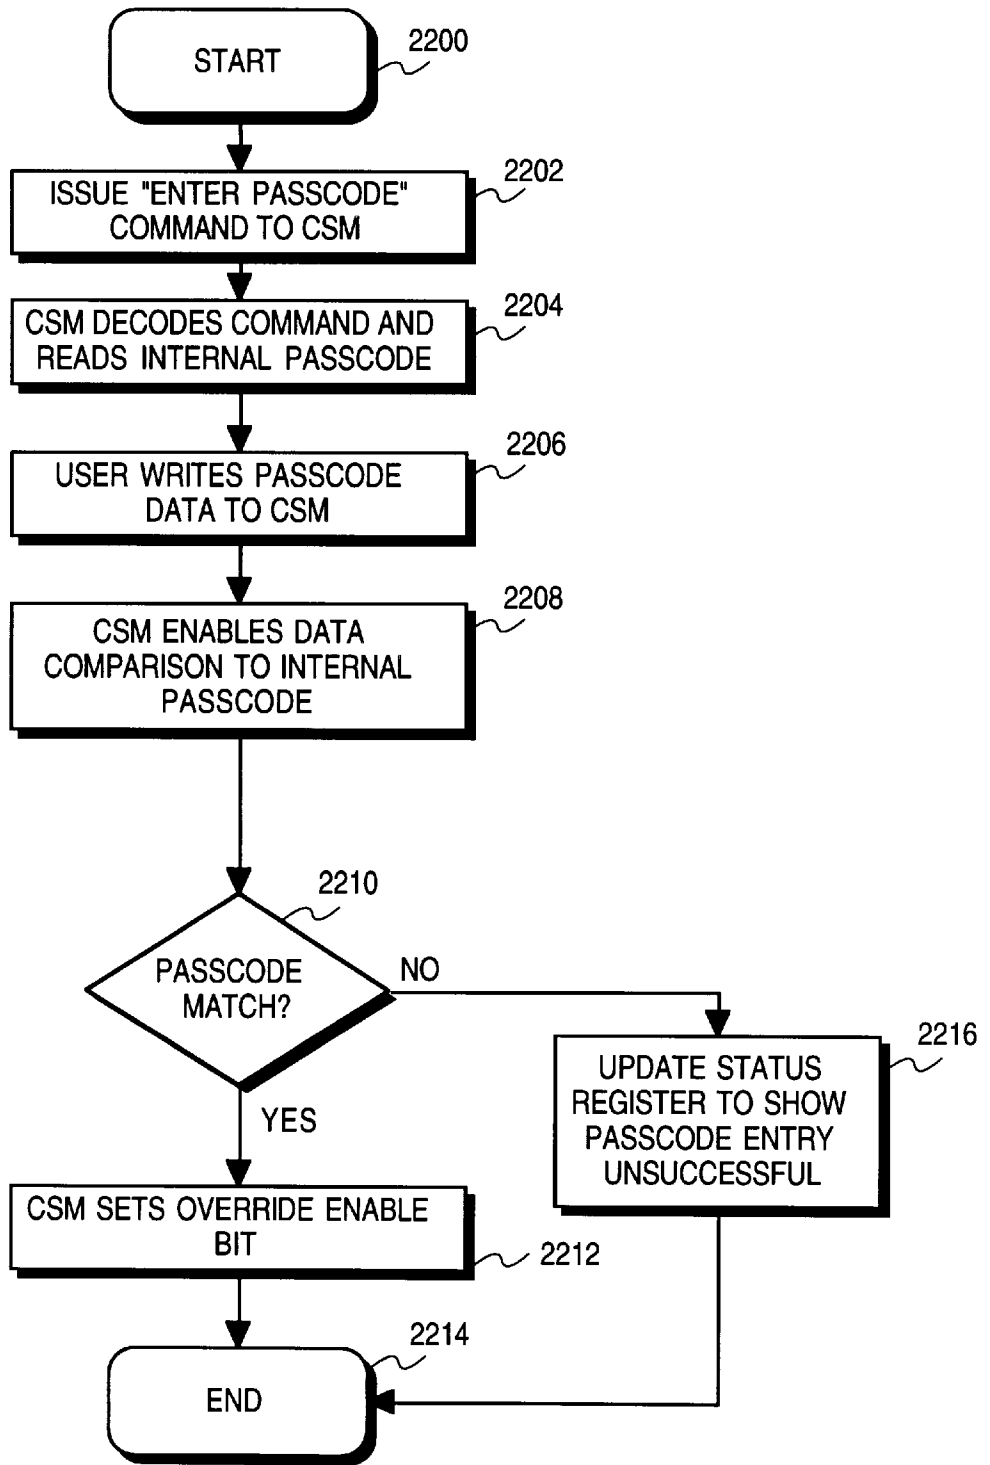 START
2200
ISSUE "ENTER PASSCODE"
COMMAND TO CSM
2202
CSM DECODES COMMAND AND
READS INTERNAL PASSCODE
2204
USER WRITES PASSCODE
DATA TO CSM
2206
CSM ENABLES DATA
COMPARISON TO INTERNAL
PASSCODE
2208
2210
PASSCODE
MATCH?
NO
YES
UPDATE STATUS
REGISTER TO SHOW
PASSCODE ENTRY
UNSUCCESSFUL
2216
CSM SETS OVERRIDE ENABLE
BIT
2212
END
2214